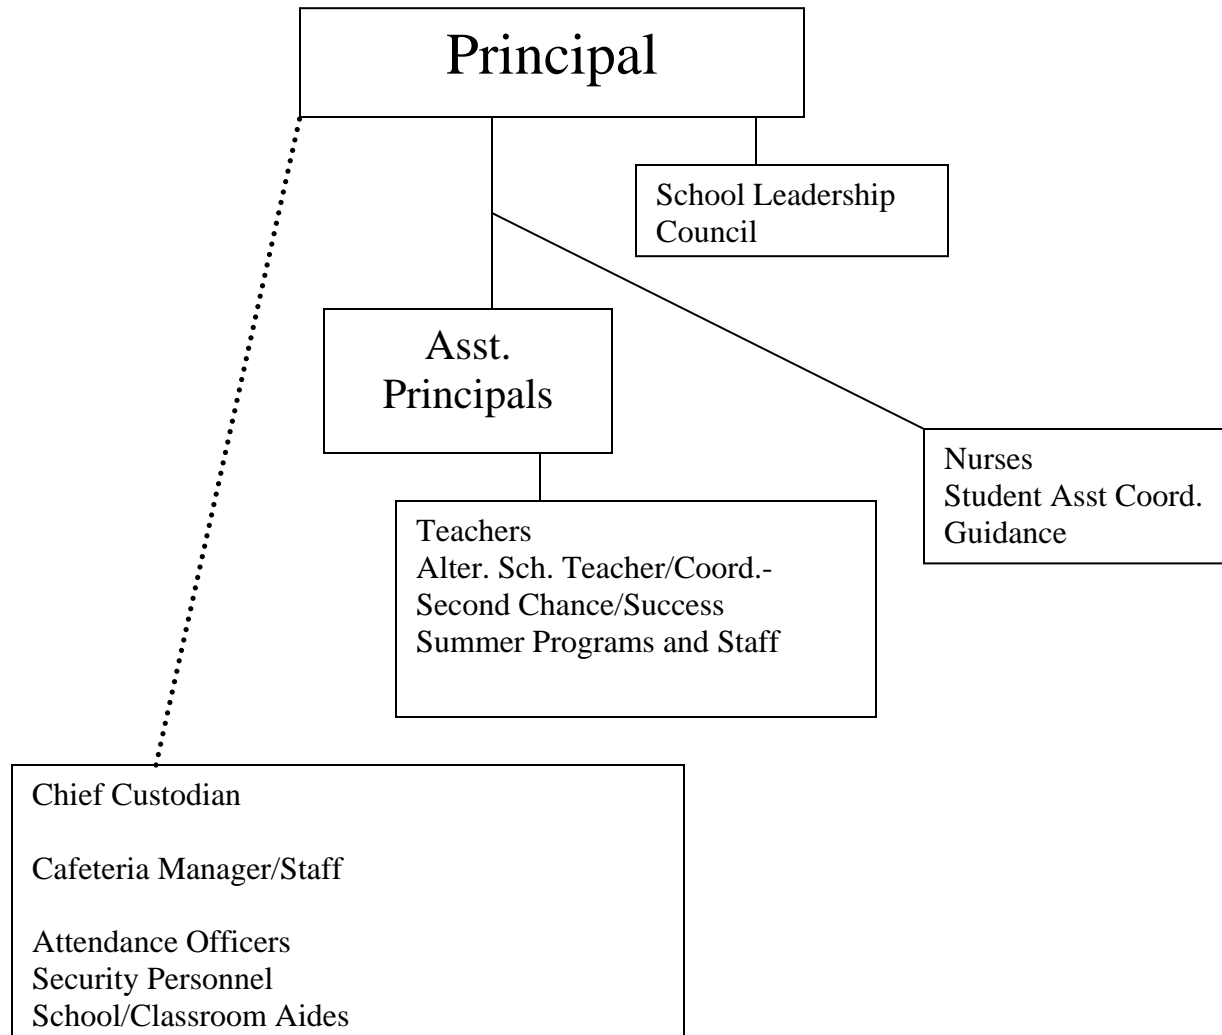 Principal
School Leadership
Council
Asst.
Principals
Nurses
Student Asst Coord.
Guidance
Teachers
Alter. Sch. Teacher/Coord.-
Second Chance/Success
Summer Programs and Staff
Chief Custodian
Cafeteria Manager/Staff
Attendance Officers
Security Personnel
School/Classroom Aides